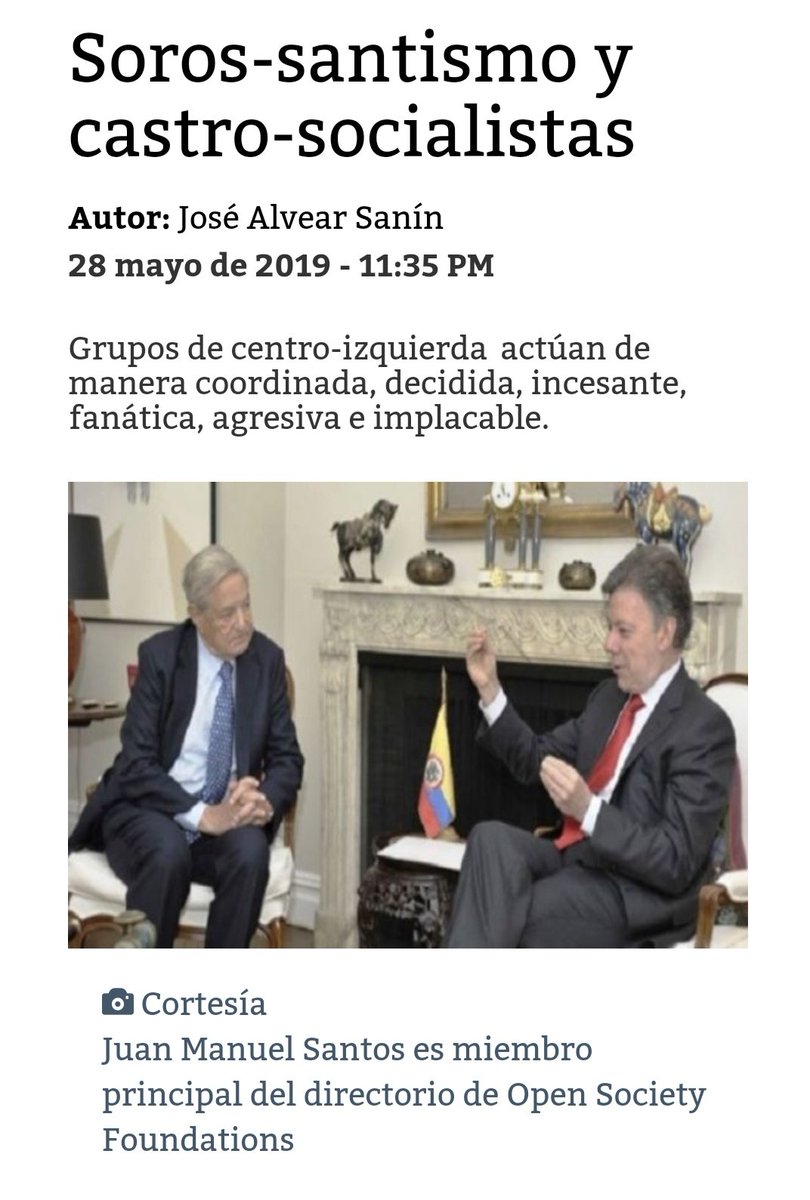 Soros-santismo y
castro-socialistas
Autor: José Alvear Sanín
28 mayo de 2019 - 11:35 PM
Grupos de centro-izquierda actúan de
manera coordinada, decidida, incesante,
fanática, agresiva e implacable.
Cortesía
Juan Manuel Santos es miembro
principal del directorio de Open Society
Foundations